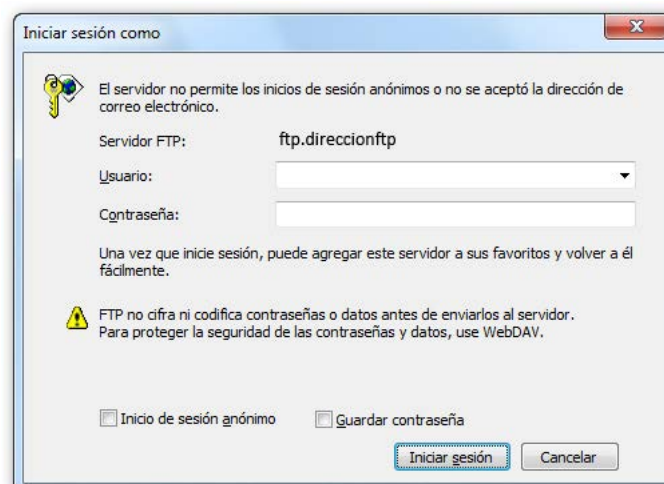 Iniciar sesión como
El servidor no permite los inicios de sesión anónimos o no se aceptó la dirección de
correo electrónico.
Servidor FTP: ftp.direccionftp
Usuario:
Contraseña:
Una vez que inicie sesión, puede agregar este servidor a sus favoritos y volver a él
fácilmente.
FTP no cifra ni codifica contraseñas o datos antes de enviarlos al servidor.
Para proteger la seguridad de las contraseñas y datos, use WebDAV.
Inicio de sesión anónimo Guardar contraseña
Iniciar sesión Cancelar